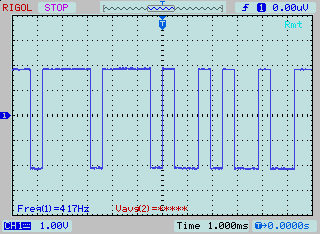 RIGOL STOP T 1 0.00uV
T Rmt
1
Freq(1)=417Hz Vavg(2)=*****
CH1 1.00V Time 1.000ms T→0.0000s